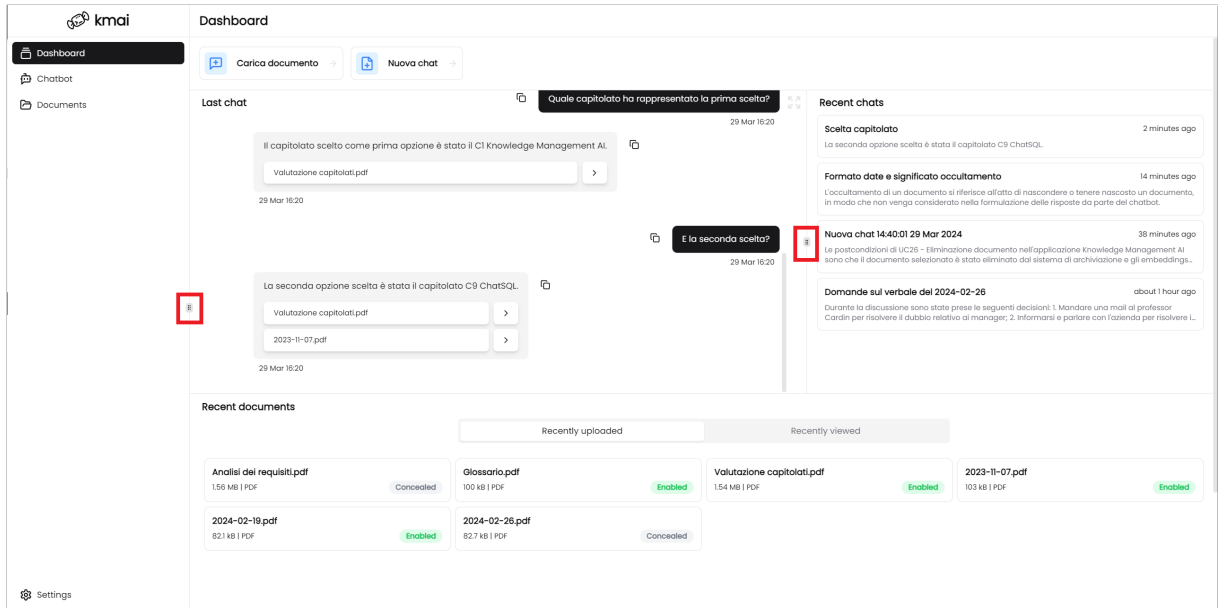 kmai
Dashboard
Dashboard
Chatbot
Documents
Settings
Carica documento
Nuova chat
Last chat
Quale capitolato ha rappresentato la prima scelta?
29 Mar 16:20
Il capitolato scelto come prima opzione è stato il C1 Knowledge Management AI.
Valutazione capitolati.pdf
29 Mar 16:20
E la seconda scelta?
29 Mar 16:20
La seconda opzione scelta è stata il capitolato C9 ChatSQL.
Valutazione capitolati.pdf
2023-11-07.pdf
29 Mar 16:20
Recent chats
Scelta capitolato 2 minutes ago
La seconda opzione scelta è stata il capitolato C9 ChatSQL.
Formato date e significato occultamento 14 minutes ago
L'occultamento di un documento si riferisce all'atto di nascondere o tenere nascosto un documento,
in modo che non venga considerato nella formulazione delle risposte da parte del chatbot.
Nuova chat 14:40:01 29 Mar 2024 38 minutes ago
Le postcondizioni di UC26 - Eliminazione documento nell'applicazione Knowledge Management AI
sono che il documento selezionato è stato eliminato dal sistema di archiviazione e gli embeddings...
Domande sul verbale del 2024-02-26 about 1 hour ago
Durante la discussione sono state prese le seguenti decisioni: 1. Mandare una mail al professor
Cardin per risolvere il dubbio relativo ai manager; 2. Informarsi e parlare con l'azienda per risolvere i...
Recent documents
Recently uploaded Recently viewed
Analisi dei requisiti.pdf
1.56 MB | PDF Concealed
Glossario.pdf
100 kB | PDF Enabled
Valutazione capitolati.pdf
1.54 MB | PDF Enabled
2023-11-07.pdf
103 kB | PDF Enabled
2024-02-19.pdf
82.1 kB | PDF Enabled
2024-02-26.pdf
82.7 kB | PDF Concealed